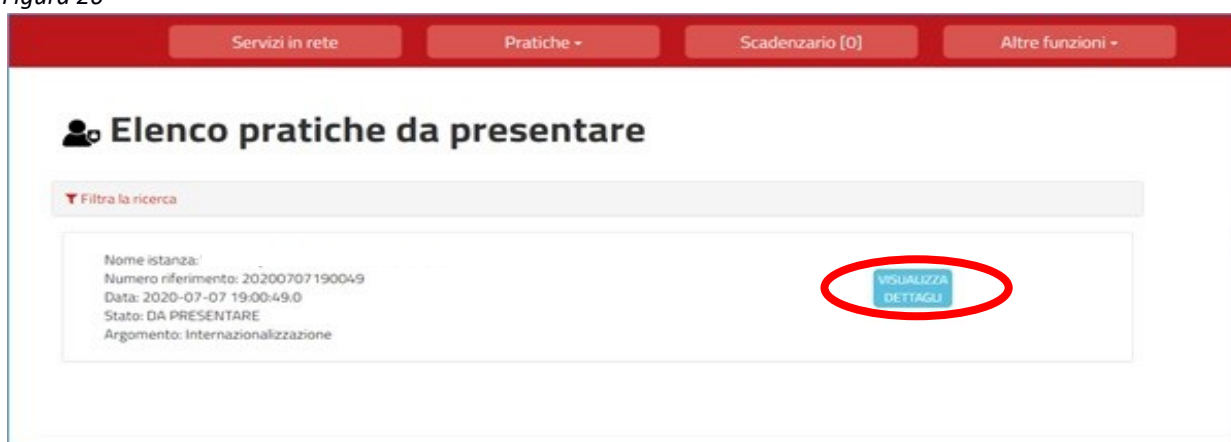 Figura 20
Servizi in rete
Pratiche
Scadenzario [0]
Altre funzioni
Elenco pratiche da presentare
Filtra la ricerca
Nome istanza:
Numero riferimento: 20200707190049
Data: 2020-07-07 19:00:49.0
Stato: DA PRESENTARE
Argomento: Internazionalizzazione
VISUALIZZA
DETTAGLI